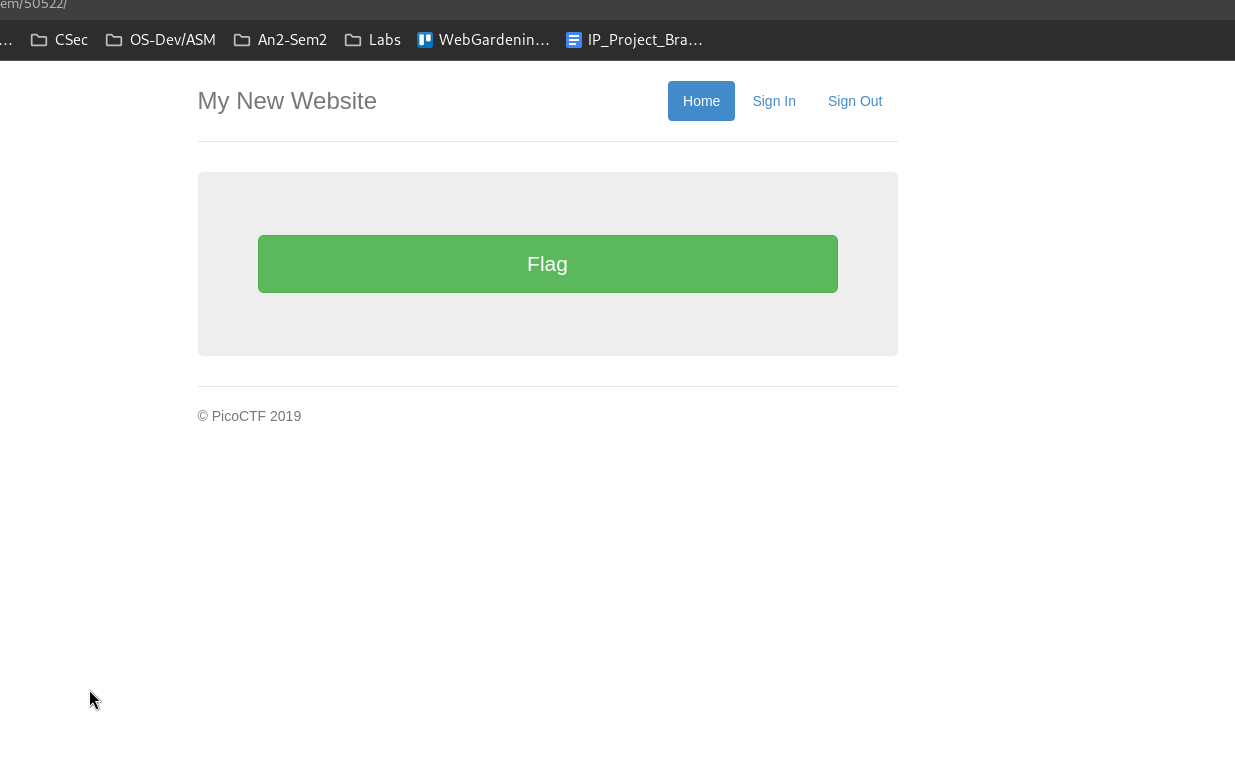 em/50522/
... CSec OS-Dev/ASM An2-Sem2 Labs WebGardenin... IP_Project_Bra...
My New Website Home Sign In Sign Out
Flag
© PicoCTF 2019